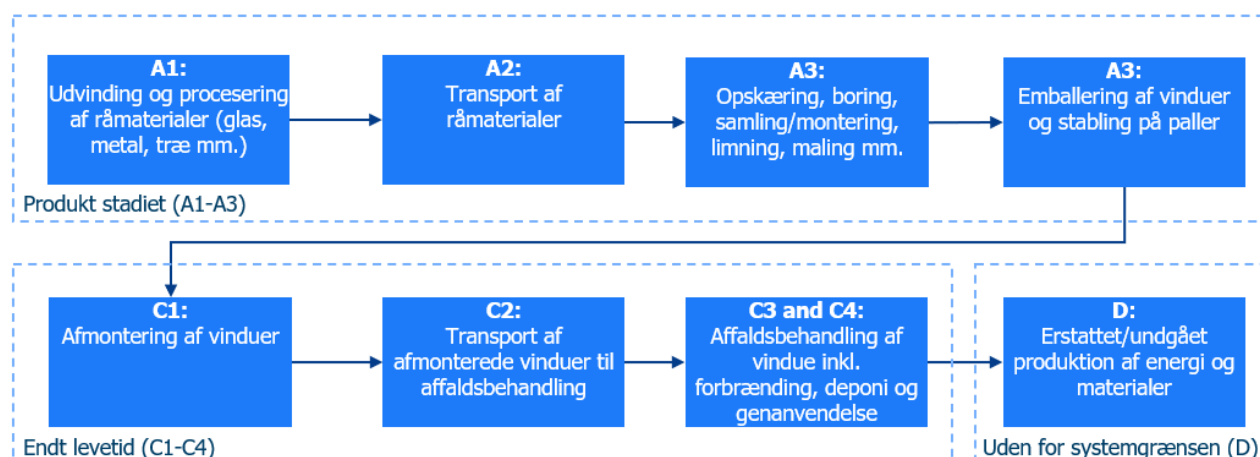 A1:
Udvinding og procesering
af råmaterialer (glas,
metal, træ mm.)
A2:
Transport af
råmaterialer
A3:
Opskæring, boring,
samling/montering,
limning, maling mm.
A3:
Emballering af vinduer
og stabling på paller
Produkt stadiet (A1-A3)
C1:
Afmontering af vinduer
C2:
Transport af
afmonterede vinduer til
affaldsbehandling
C3 and C4:
Affaldsbehandling af
vindue inkl.
forbrænding, deponi og
genanvendelse
D:
Erstattet/undgået
produktion af energi og
materialer
Endt levetid (C1-C4)
Uden for systemgrænsen (D)